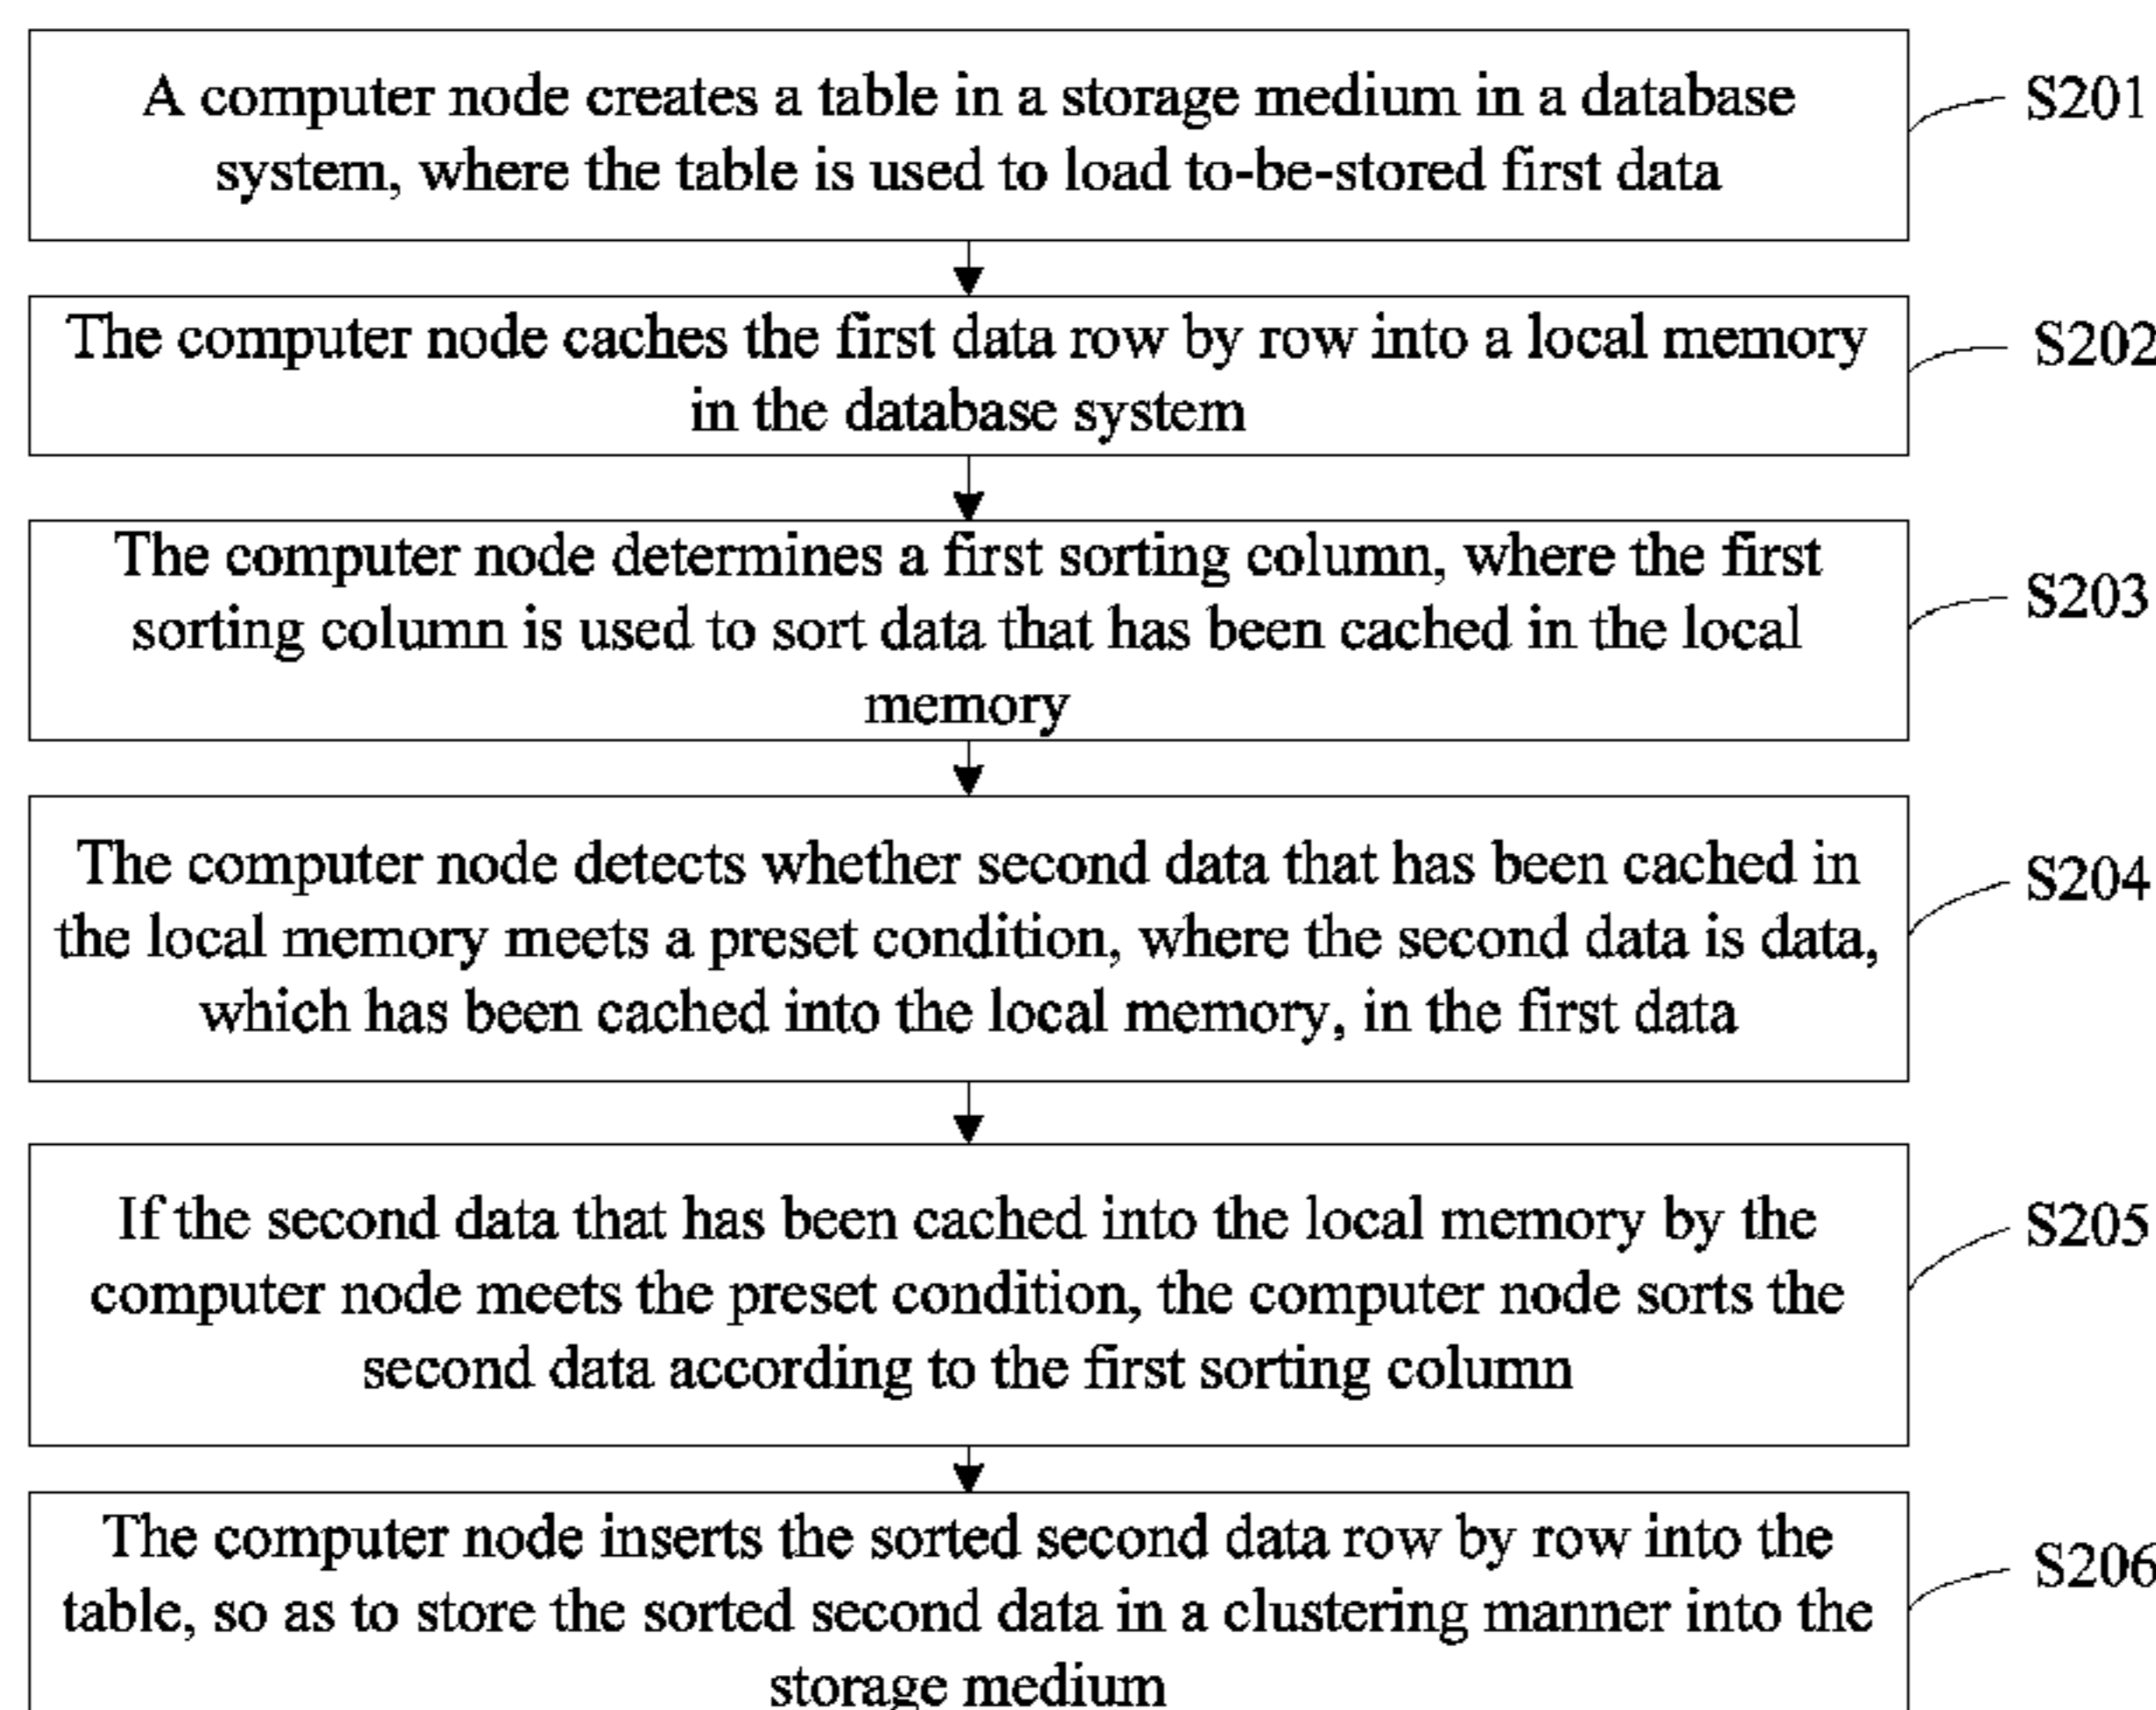 A computer node creates a table in a storage medium in a database
system, where the table is used to load to-be-stored first data
S201
The computer node caches the first data row by row into a local memory
in the database system
S202
The computer node determines a first sorting column, where the first
sorting column is used to sort data that has been cached in the local
memory
S203
The computer node detects whether second data that has been cached in
the local memory meets a preset condition, where the second data is data,
which has been cached into the local memory, in the first data
S204
If the second data that has been cached into the local memory by the
computer node meets the preset condition, the computer node sorts the
second data according to the first sorting column
S205
The computer node inserts the sorted second data row by row into the
table, so as to store the sorted second data in a clustering manner into the
storage medium
S206